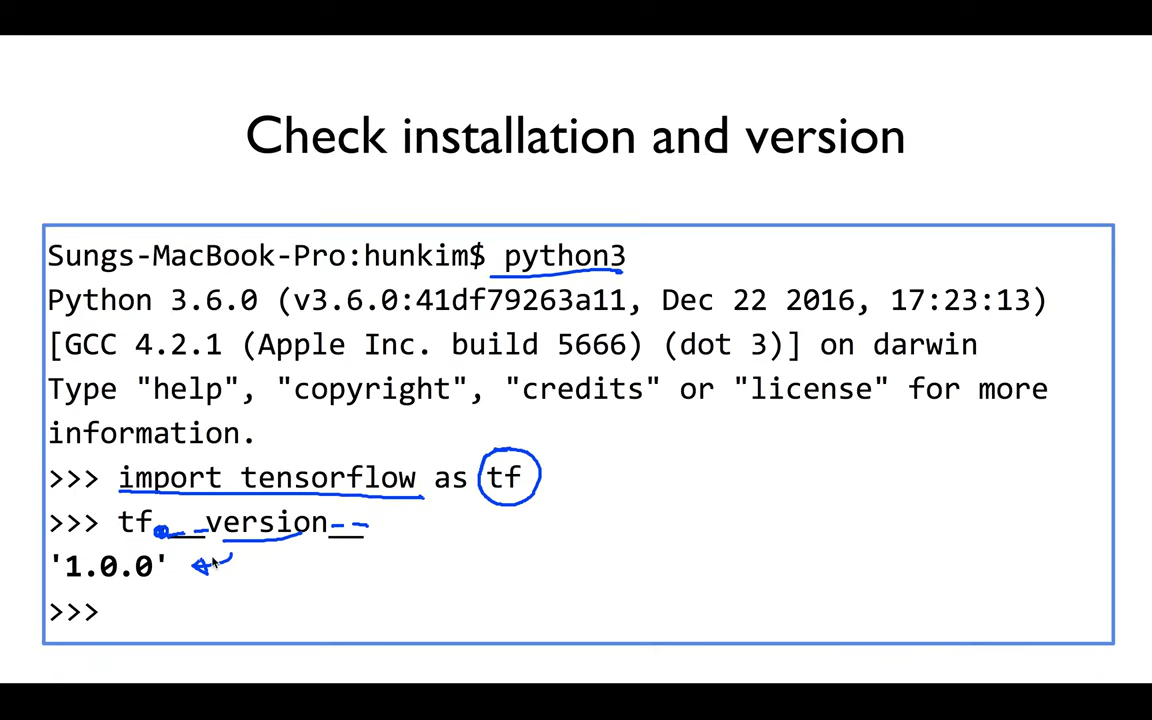 Check installation and version
Sungs-MacBook-Pro:hunkim$ python3
Python 3.6.0 (v3.6.0:41df79263a11, Dec 22 2016, 17:23:13)
[GCC 4.2.1 (Apple Inc. build 5666) (dot 3)] on darwin
Type "help", "copyright", "credits" or "license" for more
information.
>>> import tensorflow as tf
>>> tf.__version__
'1.0.0'
>>>